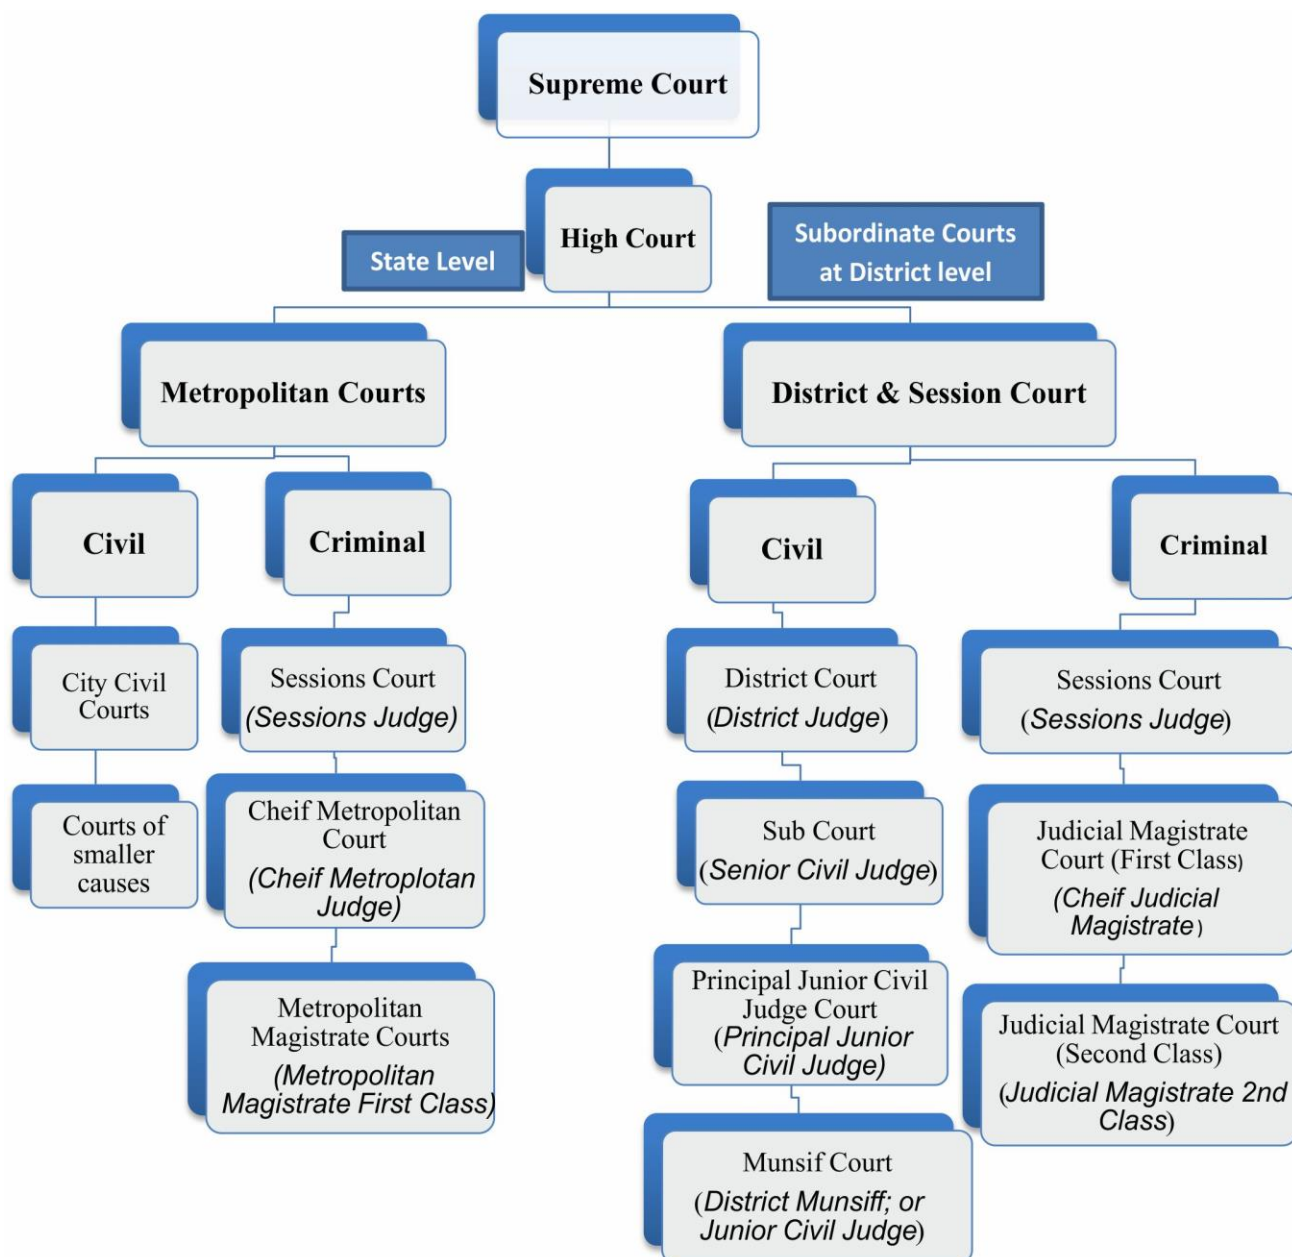 Supreme Court
High Court
State Level
Subordinate Courts
at District level
Metropolitan Courts
District & Session Court
Civil
Criminal
Civil
Criminal
City Civil
Courts
Sessions Court
(Sessions Judge)
District Court
(District Judge)
Sessions Court
(Sessions Judge)
Courts of
smaller
causes
Cheif Metropolitan
Court
(Cheif Metroplotan
Judge)
Sub Court
(Senior Civil Judge)
Judicial Magistrate
Court (First Class)
(Cheif Judicial
Magistrate)
Metropolitan
Magistrate Courts
(Metropolitan
Magistrate First Class)
Principal Junior Civil
Judge Court
(Principal Junior
Civil Judge)
Judicial Magistrate Court
(Second Class)
(Judicial Magistrate 2nd
Class)
Munsif Court
(District Munsiff; or
Junior Civil Judge)